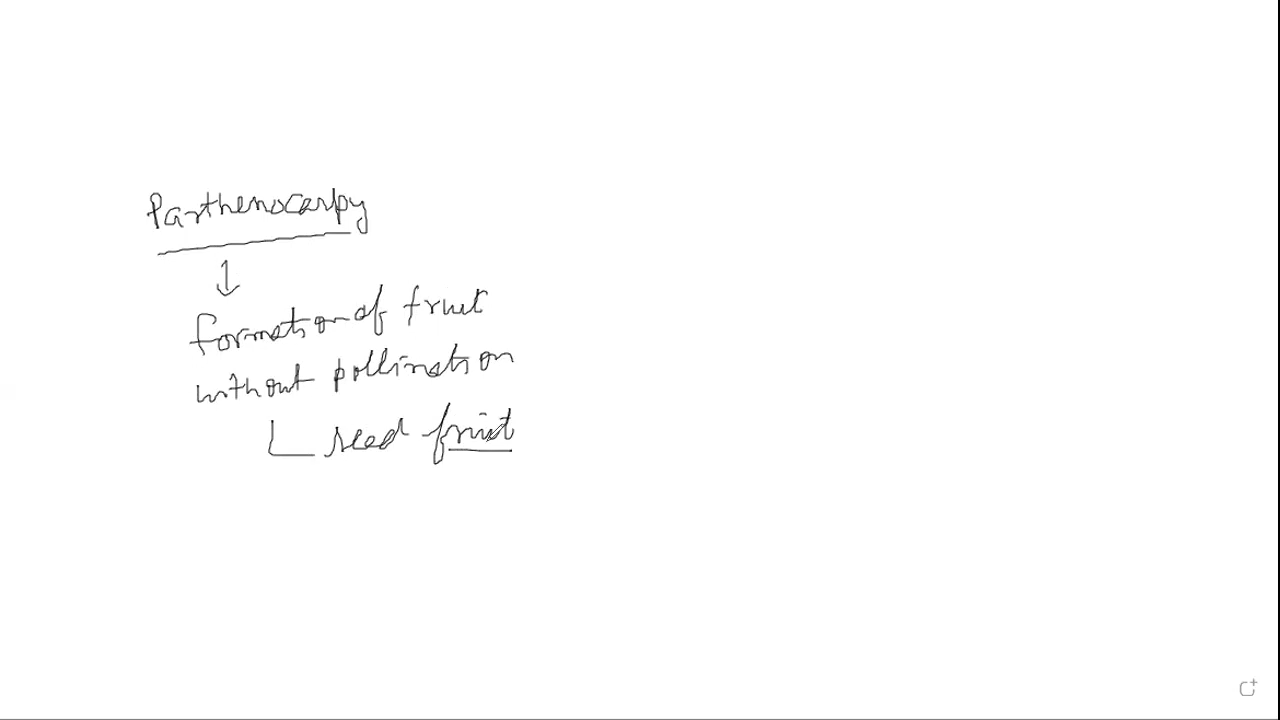 Parthenocarpy
↓
formation of fruit
without pollination
seed fruit